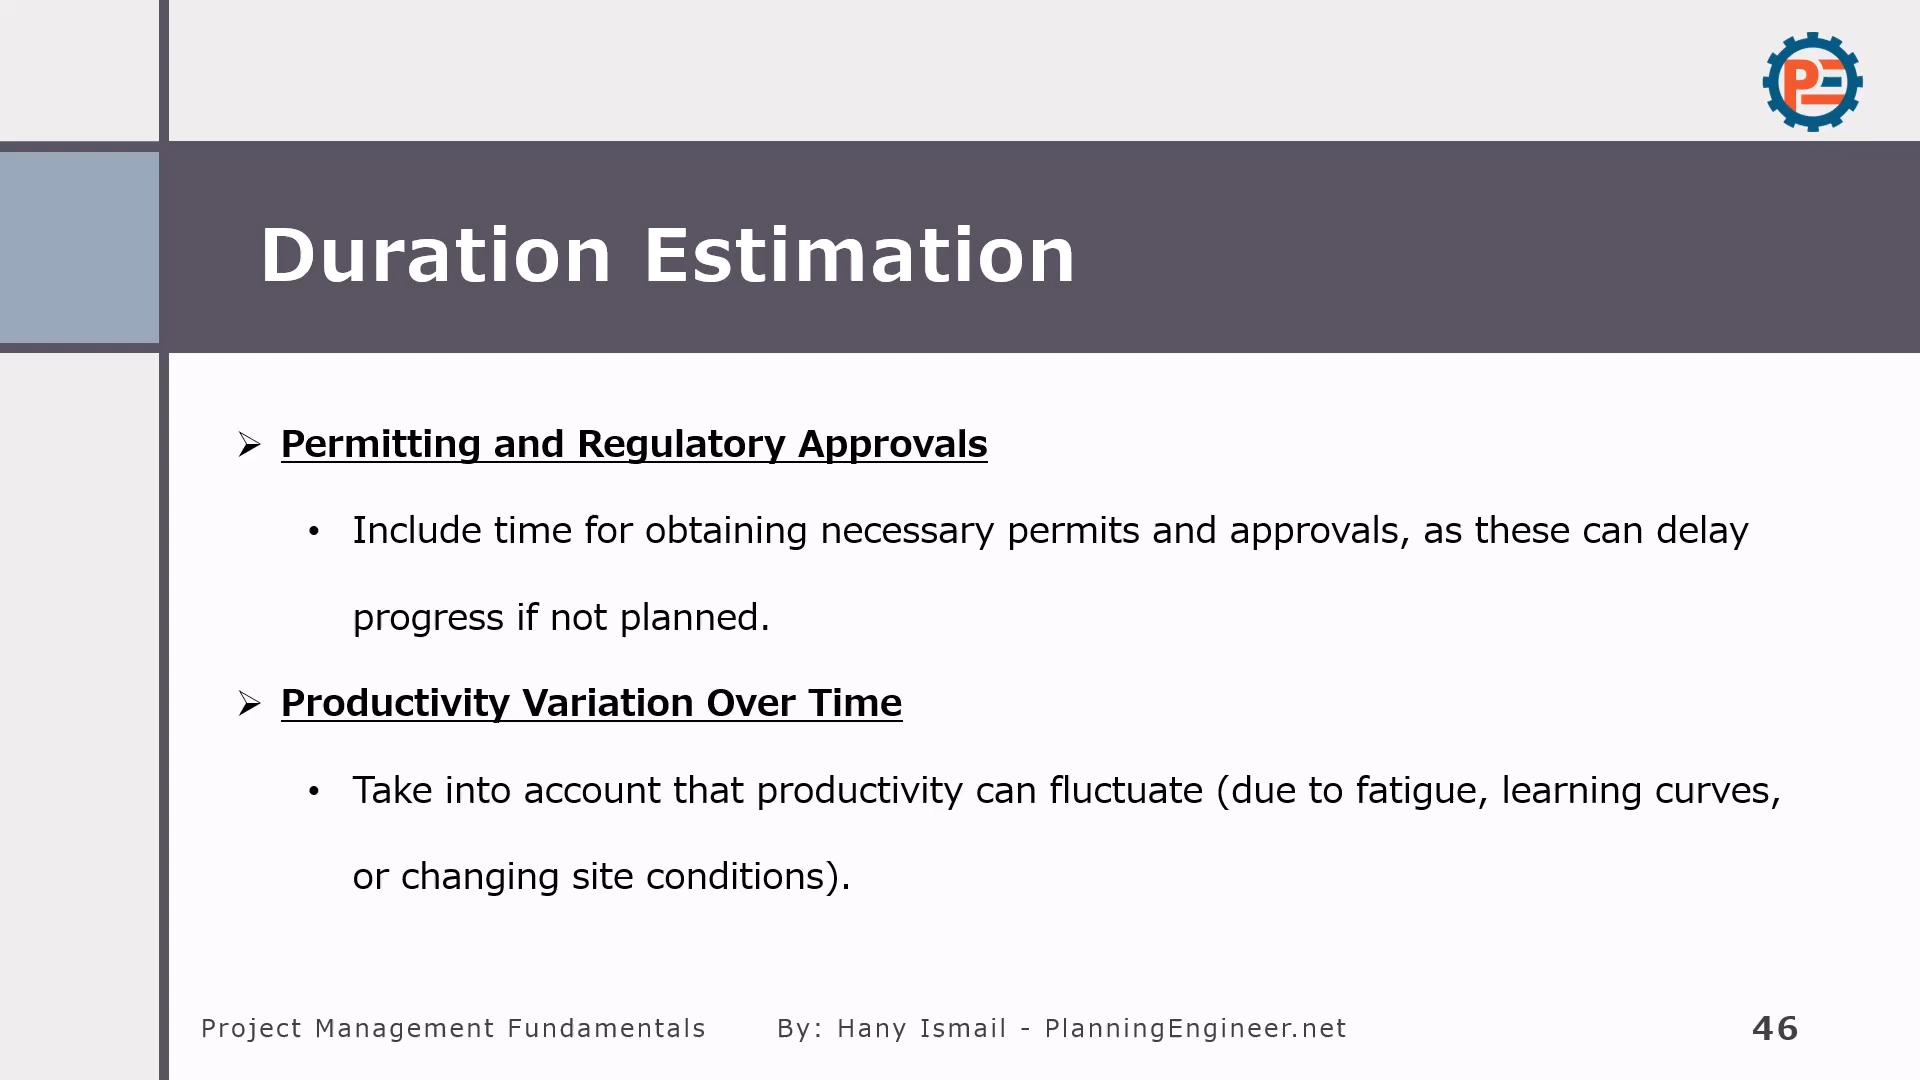 PE
Duration Estimation
➢ Permitting and Regulatory Approvals
• Include time for obtaining necessary permits and approvals, as these can delay
progress if not planned.
➢ Productivity Variation Over Time
• Take into account that productivity can fluctuate (due to fatigue, learning curves,
or changing site conditions).
Project Management Fundamentals By: Hany Ismail - PlanningEngineer.net 46